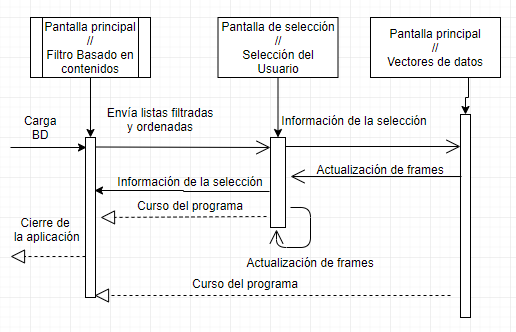 Pantalla principal
//
Filtro Basado en
contenidos
Pantalla de selección
//
Selección del
Usuario
Pantalla principal
//
Vectores de datos
Carga
BD
Envía listas filtradas
y ordenadas
Información de la selección
Actualización de frames
Información de la selección
Curso del programa
Cierre de
la aplicación
Actualización de frames
Curso del programa